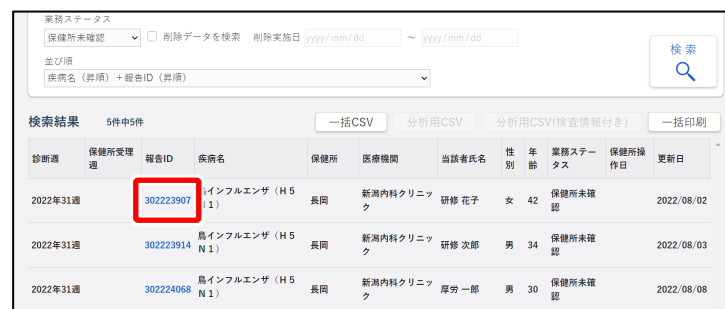 業務ステータス
保健所未確認 削除データを検索 削除実施日 yyyy/mm/dd ～ yyyy/mm/dd
検 索
並び順
疾病名（昇順）＋報告ID（昇順）
検索結果 5件中5件 一括CSV 分析用CSV 分析用CSV(検査情報付き) 一括印刷
診断週 保健所受理週 報告ID 疾病名 保健所 医療機関 当該者氏名 性別 年齢 業務ステータス 保健所操作日 更新日
2022年31週 302223907 鳥インフルエンザ（H5N1） 長岡 新潟内科クリニック 研修 花子 女 42 保健所未確認 2022/08/02
2022年31週 302223914 鳥インフルエンザ（H5N1） 長岡 新潟内科クリニック 研修 次郎 男 34 保健所未確認 2022/08/03
2022年31週 302224068 鳥インフルエンザ（H5N1） 長岡 新潟内科クリニック 厚労 一郎 男 30 保健所未確認 2022/08/08